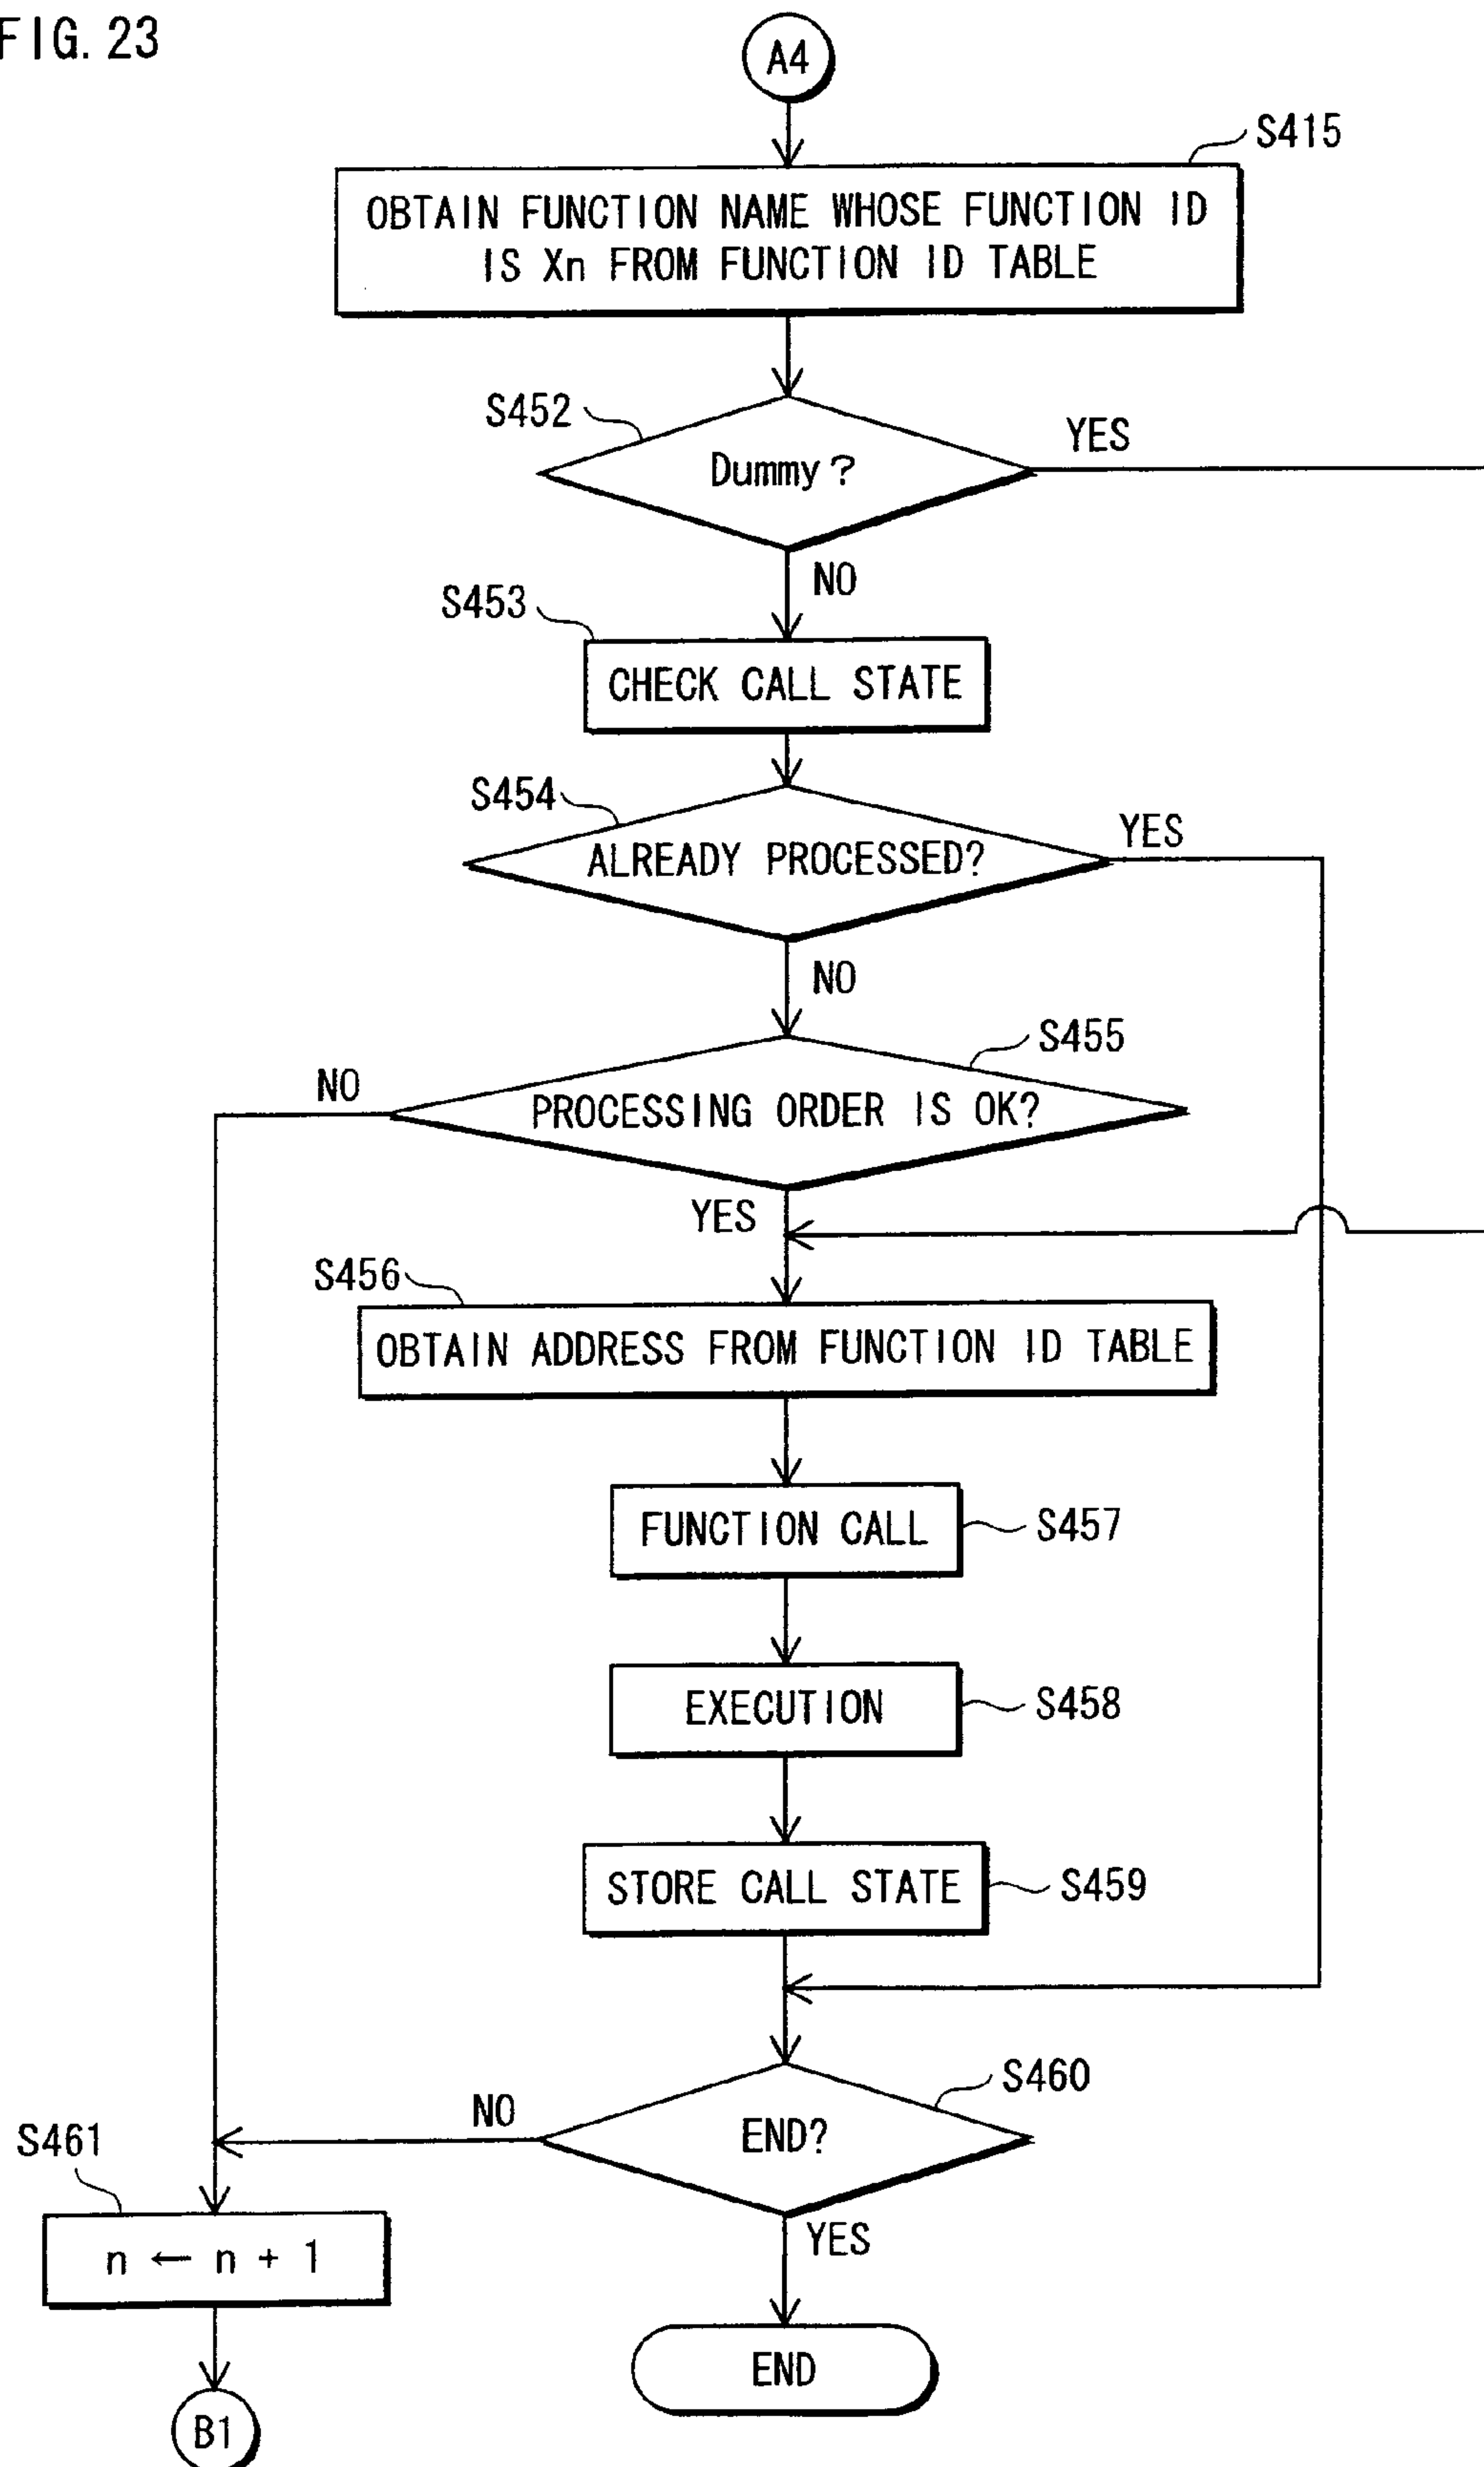 FIG. 23
A4
S415
OBTAIN FUNCTION NAME WHOSE FUNCTION ID
IS Xn FROM FUNCTION ID TABLE
S452
Dummy?
YES
NO
S453
CHECK CALL STATE
S454
ALREADY PROCESSED?
YES
NO
S455
PROCESSING ORDER IS OK?
NO
YES
S456
OBTAIN ADDRESS FROM FUNCTION ID TABLE
FUNCTION CALL
S457
EXECUTION
S458
STORE CALL STATE
S459
S460
END?
NO
YES
S461
n ← n + 1
END
B1